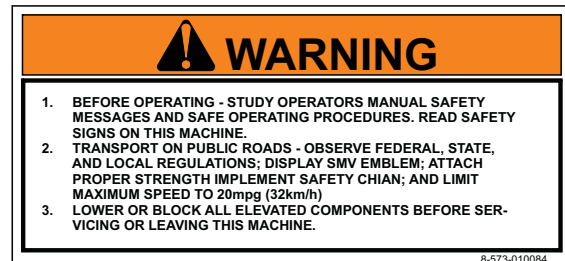 WARNING
1. BEFORE OPERATING - STUDY OPERATORS MANUAL SAFETY
MESSAGES AND SAFE OPERATING PROCEDURES. READ SAFETY
SIGNS ON THIS MACHINE.
2. TRANSPORT ON PUBLIC ROADS - OBSERVE FEDERAL, STATE,
AND LOCAL REGULATIONS; DISPLAY SMV EMBLEM; ATTACH
PROPER STRENGTH IMPLEMENT SAFETY CHIAN; AND LIMIT
MAXIMUM SPEED TO 20mpg (32km/h)
3. LOWER OR BLOCK ALL ELEVATED COMPONENTS BEFORE SER-
VICING OR LEAVING THIS MACHINE.
8-573-010084